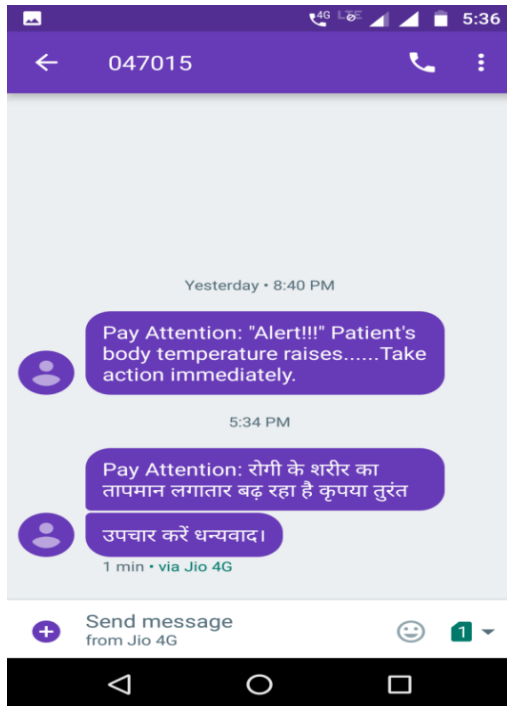 4G LTE 5:36
047015
Yesterday • 8:40 PM
Pay Attention: "Alert!!!" Patient's
body temperature raises......Take
action immediately.
5:34 PM
Pay Attention: रोगी के शरीर का
तापमान लगातार बढ़ रहा है कृपया तुरंत
उपचार करें धन्यवाद।
1 min • via Jio 4G
Send message
from Jio 4G
1